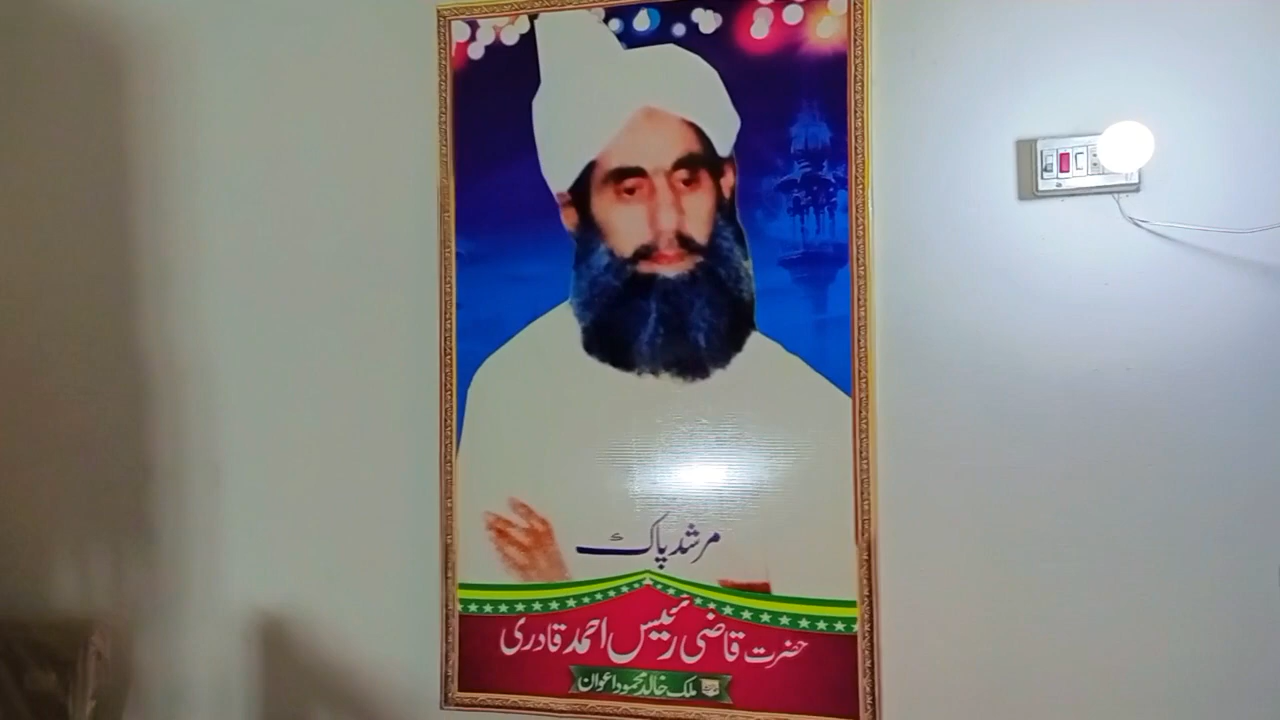 مرشد پاک
حضرت قاضی رئیس احمد قادری
ملک خالد محمود اعوان